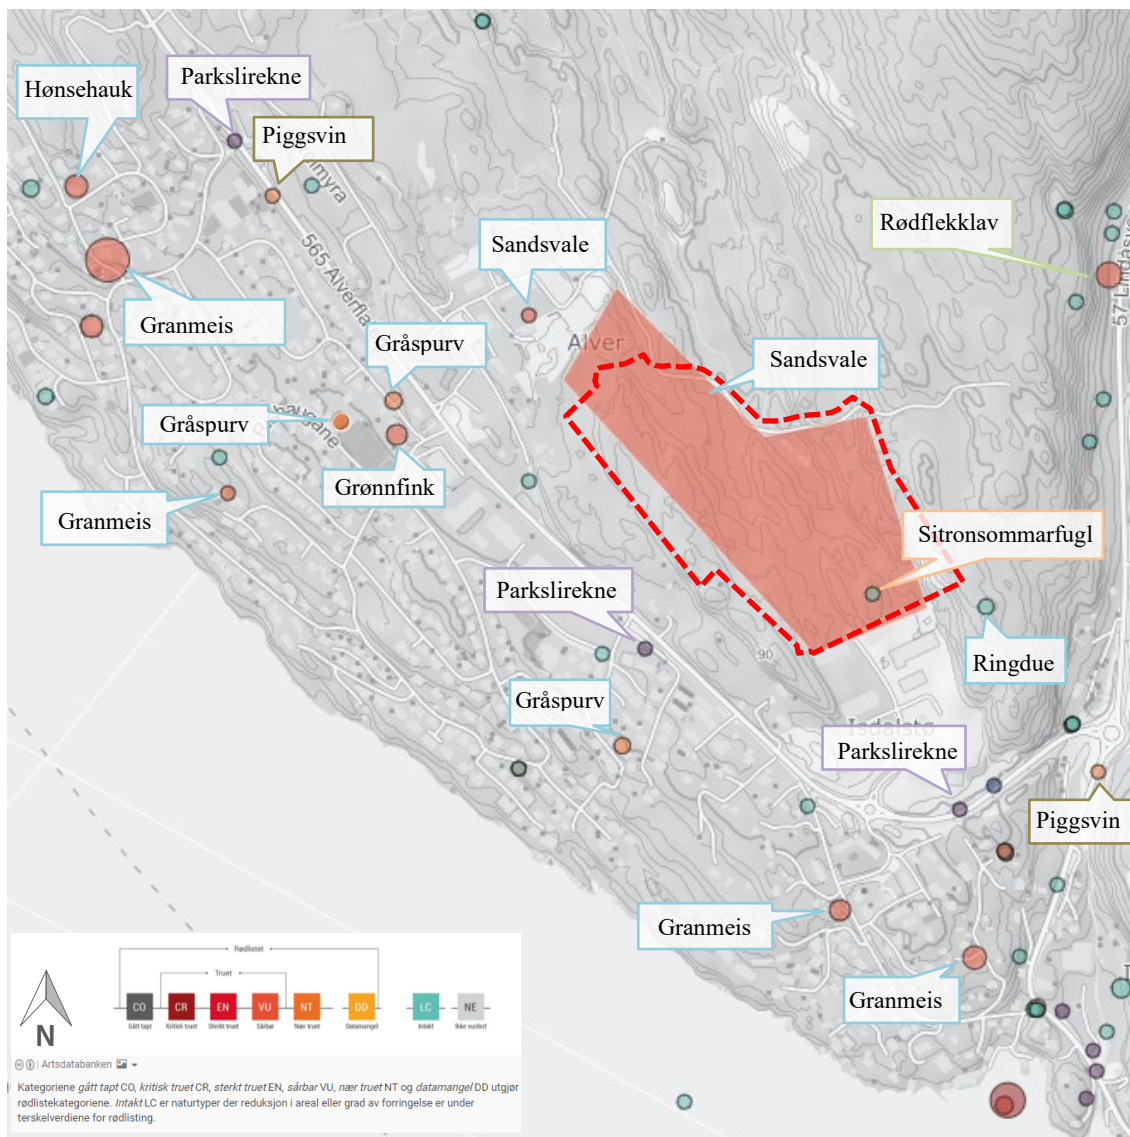 Hønsehauk
Parkslirekne
Piggsvin
Sandsvale
Rødflekklav
565 Alverfla
Granmeis
Gråspurv
Alver
Sandsvale
Gråspurv
Grønnfink
Granmeis
Sitronsommarfugl
Parkslirekne
90
Ringdue
Gråspurv
Isdalstø
Parkslirekne
Piggsvin
Granmeis
Granmeis
Rødlistet
Truet
CO CR EN VU NT DD LC NE
Gått tapt Kritisk truet Sterkt truet Sårbar Nær truet Datamangel Intakt Ikke vurdert
N
Artsdatabanken
Kategoriene gått tapt CO, kritisk truet CR, sterkt truet EN, sårbar VU, nær truet NT og datamangel DD utgjør
rødlistekategoriene. Intakt LC er naturtyper der reduksjon i areal eller grad av forringelse er under
terskelverdiene for rødlisting.